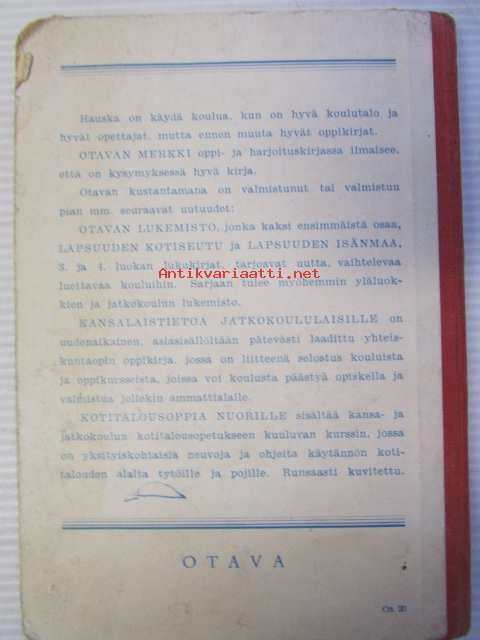 Hauska on käydä koulua, kun on hyvä koulutalo ja
hyvät opettajat, mutta ennen muuta hyvät oppikirjat.
OTAVAN MERKKI oppi- ja harjoituskirjassa ilmaisee,
että on kysymyksessä hyvä kirja.
Otavan kustantamana on valmistunut tai valmistuu
pian mm. seuraavat uutuudet:
OTAVAN LUKEMISTO, jonka kaksi ensimmäistä osaa,
LAPSUUDEN KOTISEUTU ja LAPSUUDEN ISÄNMAA,
3. ja 4. luokan lukukirjat, tarjoavat uutta, vaihtelevaa
luettavaa kouluihin. Sarjaan tulee myöhemmin yläluok-
kien ja jatkokoulun lukemisto.
Antikvariaatti.net
KANSALAISTIETOA JATKOKOULULAISILLE on
uudenaikainen, asiasisällöltään pätevästi laadittu yhteis-
kuntaopin oppikirja, jossa on liitteenä selostus kouluista
ja oppikursseista, joissa voi koulusta päästyä opiskella ja
valmistua jollekin ammattialalle.
KOTITALOUSOPPIA NUORILLE sisältää kansa- ja
jatkokoulun kotitalousopetukseen kuuluvan kurssin, jossa
on yksityiskohtaisia neuvoja ja ohjeita käytännön koti-
talouden alalta tytöille ja pojille. Runsaasti kuvitettu.
OTAVA